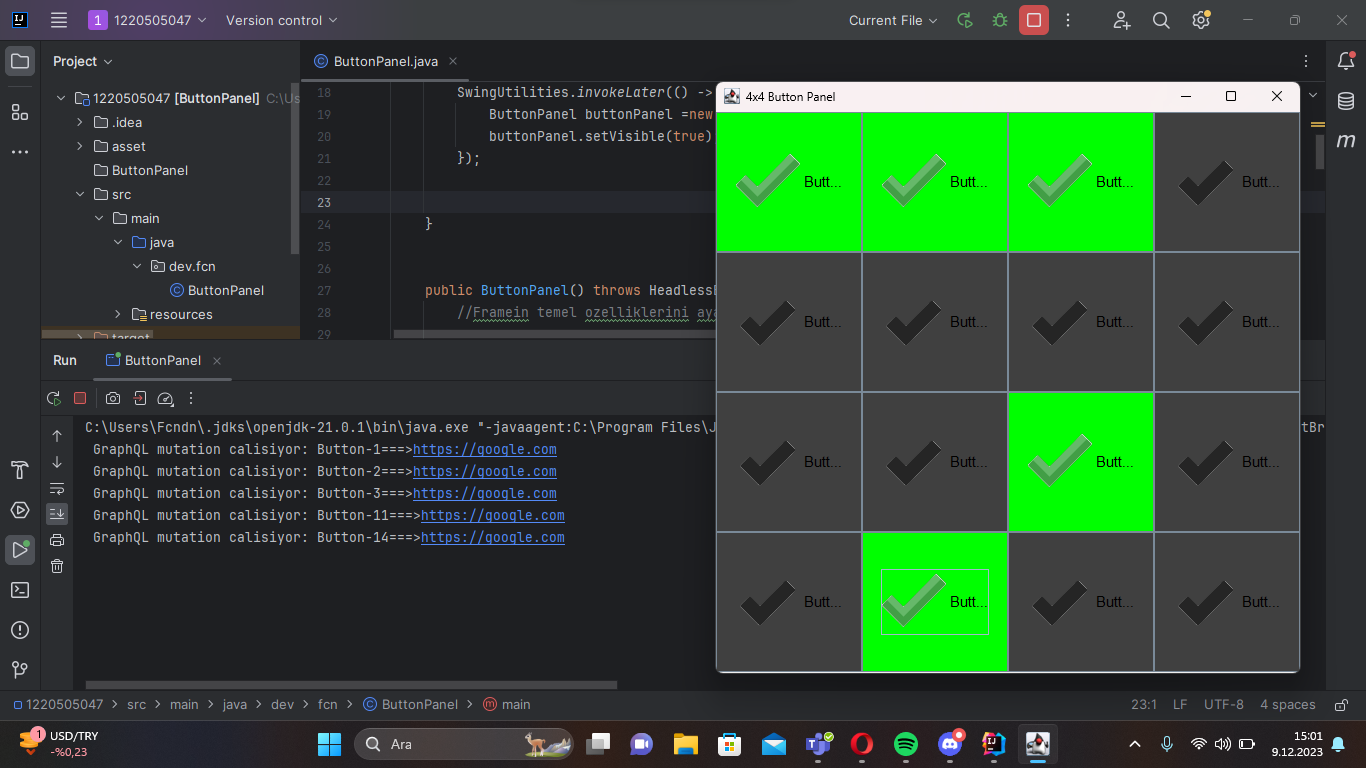 1 1220505047 Version control Current File
Project
1220505047 [ButtonPanel] C:\Us
.idea
asset
ButtonPanel
src
main
java
dev.fcn
ButtonPanel
resources
target
ButtonPanel.java
18 SwingUtilities.invokeLater(() ->
19 ButtonPanel buttonPanel =new
20 buttonPanel.setVisible(true)
21 });
22
23
24 }
25
26
27 public ButtonPanel() throws Headless
28 //Framein temel ozelliklerini aya
29
m
4x4 Button Panel
Butt... Butt... Butt... Butt...
Butt... Butt... Butt... Butt...
Butt... Butt... Butt... Butt...
Butt... Butt... Butt... Butt...
Run ButtonPanel
C:\Users\Fcndn\.jdks\openjdk-21.0.1\bin\java.exe "-javaagent:C:\Program Files\J tBr
GraphQL mutation calisiyor: Button-1===>https://google.com
GraphQL mutation calisiyor: Button-2===>https://google.com
GraphQL mutation calisiyor: Button-3===>https://google.com
GraphQL mutation calisiyor: Button-11===>https://google.com
GraphQL mutation calisiyor: Button-14===>https://google.com
1220505047 > src > main > java > dev > fcn > ButtonPanel > main 23:1 LF UTF-8 4 spaces
1 USD/TRY
-%0,23
Ara
15:01
9.12.2023